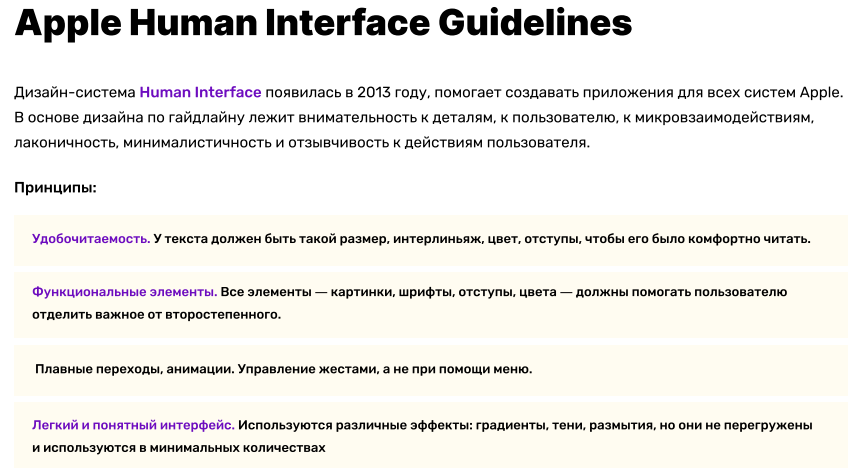 Apple Human Interface Guidelines
Дизайн-система Human Interface появилась в 2013 году, помогает создавать приложения для всех систем Apple.
В основе дизайна по гайдлайну лежит внимательность к деталям, к пользователю, к микровзаимодействиям,
лаконичность, минималистичность и отзывчивость к действиям пользователя.
Принципы:
Удобочитаемость. У текста должен быть такой размер, интерлиньяж, цвет, отступы, чтобы его было комфортно читать.
Функциональные элементы. Все элементы — картинки, шрифты, отступы, цвета — должны помогать пользователю
отделить важное от второстепенного.
Плавные переходы, анимации. Управление жестами, а не при помощи меню.
Легкий и понятный интерфейс. Используются различные эффекты: градиенты, тени, размытия, но они не перегружены
и используются в минимальных количествах